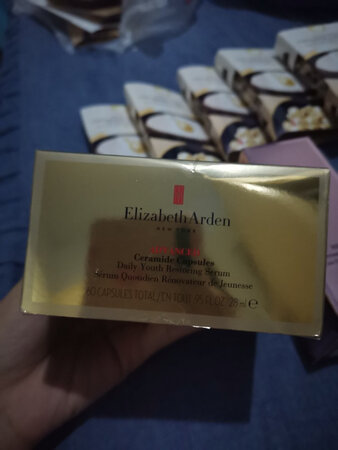 Elizabeth Arden
NEW YORK
ADVANCED
Ceramide Capsules
Daily Youth Restoring Serum
Sérum Quotidien Rénovateur de Jeunesse
60 CAPSULES TOTAL/EN TOUT .95 FL.OZ. 28 ml ℮